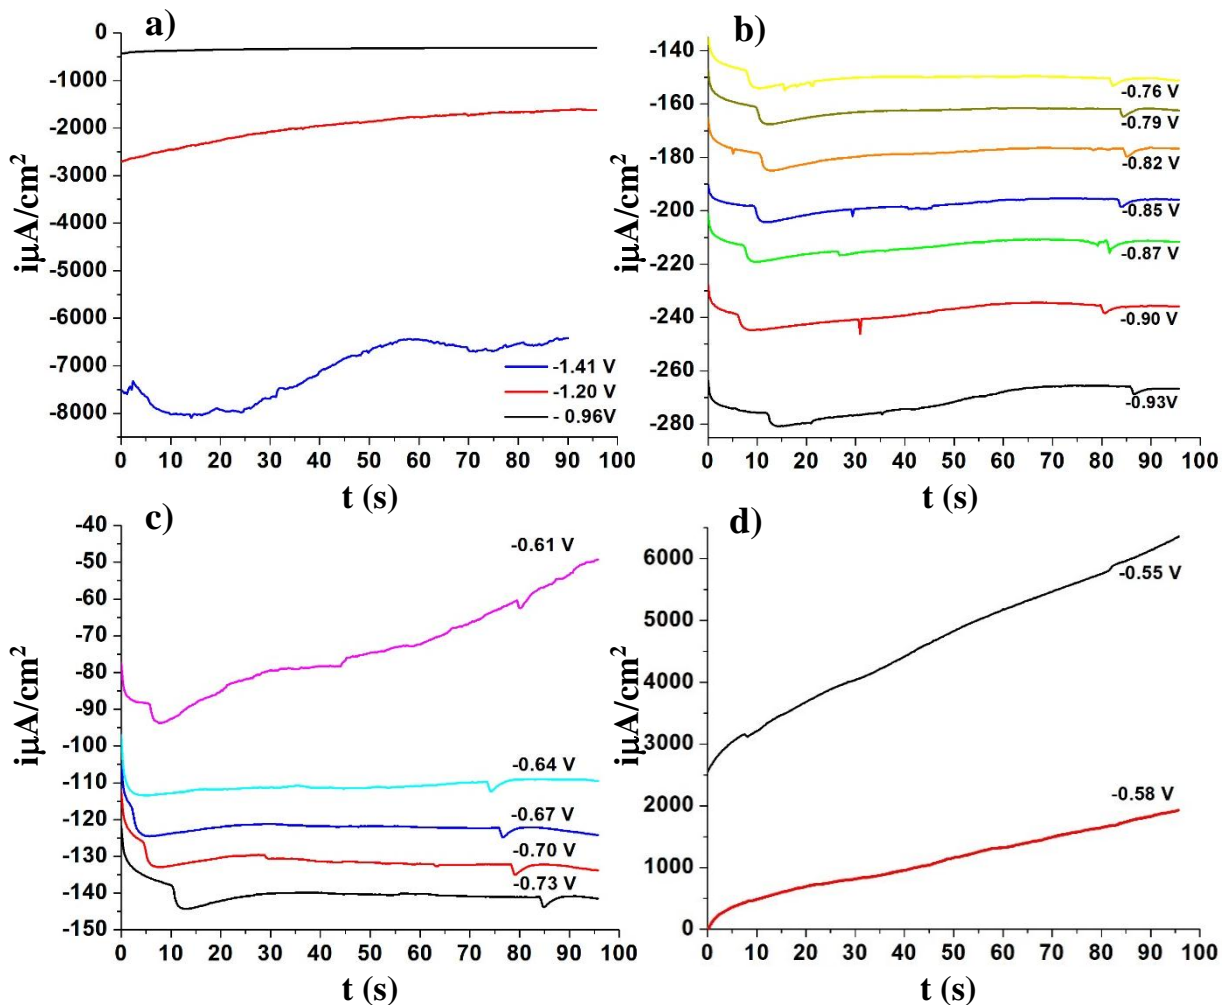 a)
0
-1000
-2000
-3000
-4000
-5000
-6000
-7000
-8000
iμA/cm²
-1.41 V
-1.20 V
- 0.96V
0 10 20 30 40 50 60 70 80 90 100
t (s)
b)
-140
-160
-180
-200
-220
-240
-260
-280
iμA/cm²
-0.76 V
-0.79 V
-0.82 V
-0.85 V
-0.87 V
-0.90 V
-0.93V
0 10 20 30 40 50 60 70 80 90 100
t (s)
c)
-40
-50
-60
-70
-80
-90
-100
-110
-120
-130
-140
-150
iμA/cm²
-0.61 V
-0.64 V
-0.67 V
-0.70 V
-0.73 V
0 10 20 30 40 50 60 70 80 90 100
t (s)
d)
6000
5000
4000
3000
2000
1000
0
iμA/cm²
-0.55 V
-0.58 V
0 10 20 30 40 50 60 70 80 90 100
t (s)